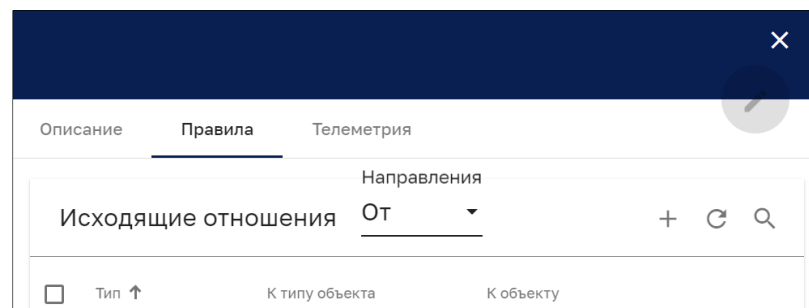 Описание Правила Телеметрия
Направления
Исходящие отношения От
Тип К типу объекта К объекту